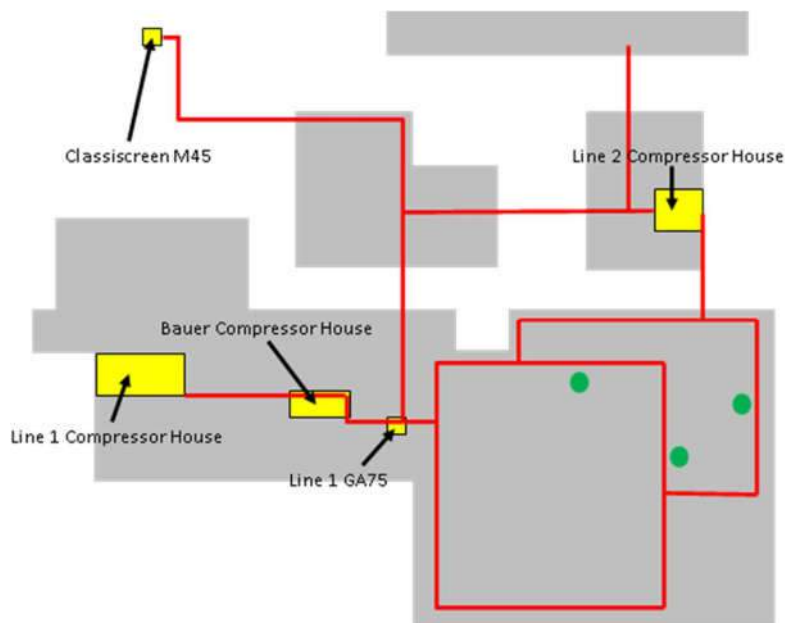 Classiscreen M45
Line 2 Compressor House
Bauer Compressor House
Line 1 Compressor House
Line 1 GA75